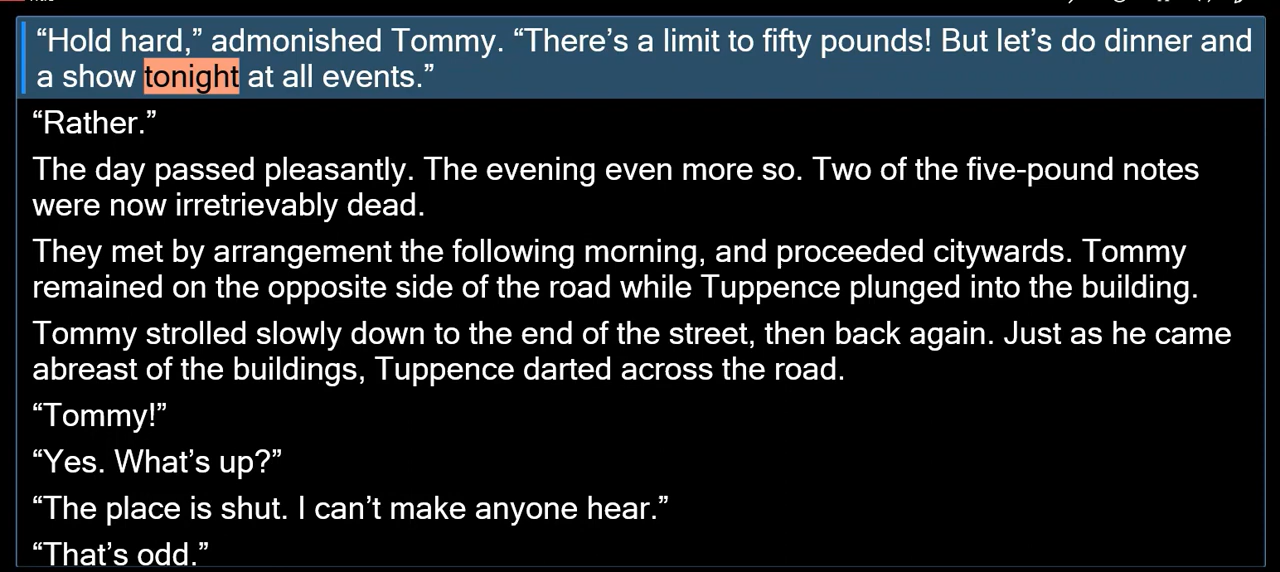 “Hold hard,” admonished Tommy. “There’s a limit to fifty pounds! But let’s do dinner and
a show tonight at all events.”
“Rather.”
The day passed pleasantly. The evening even more so. Two of the five-pound notes
were now irretrievably dead.
They met by arrangement the following morning, and proceeded citywards. Tommy
remained on the opposite side of the road while Tuppence plunged into the building.
Tommy strolled slowly down to the end of the street, then back again. Just as he came
abreast of the buildings, Tuppence darted across the road.
“Tommy!”
“Yes. What’s up?”
“The place is shut. I can’t make anyone hear.”
“That’s odd.”